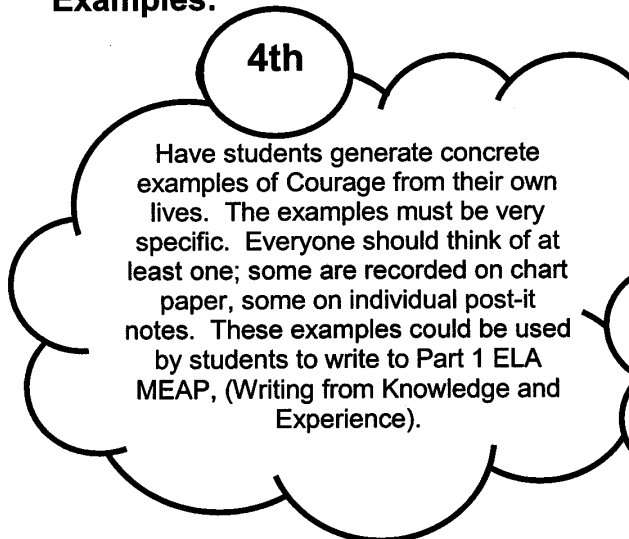 Examples:
4th
Have students generate concrete
examples of Courage from their own
lives. The examples must be very
specific. Everyone should think of at
least one; some are recorded on chart
paper, some on individual post-it
notes. These examples could be used
by students to write to Part 1 ELA
MEAP, (Writing from Knowledge and
Experience).